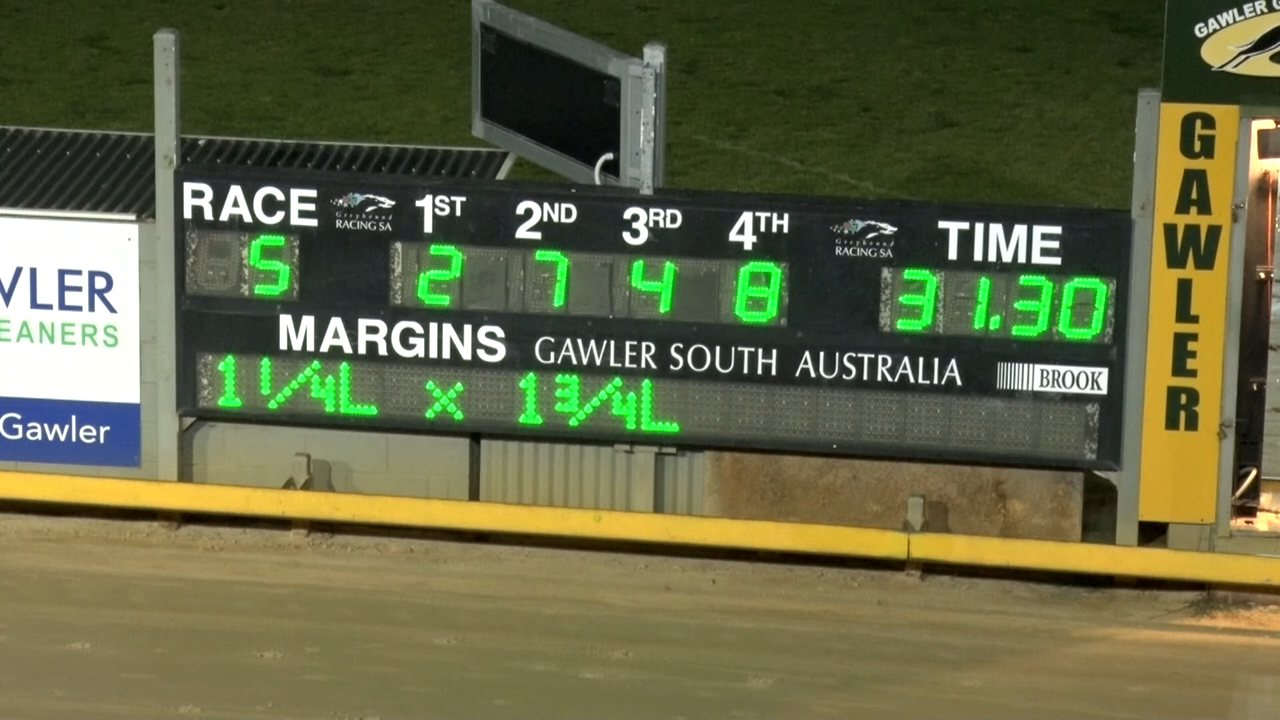 GAWLER G
RACE 1ST 2ND 3RD 4TH TIME
Greyhound
RACING SA
Greyhound
RACING SA
5 2 7 4 8 31.30
MARGINS GAWLER SOUTH AUSTRALIA BROOK
1 1/4L x 1 3/4L
GAWLER
VLER
EANERS
Gawler